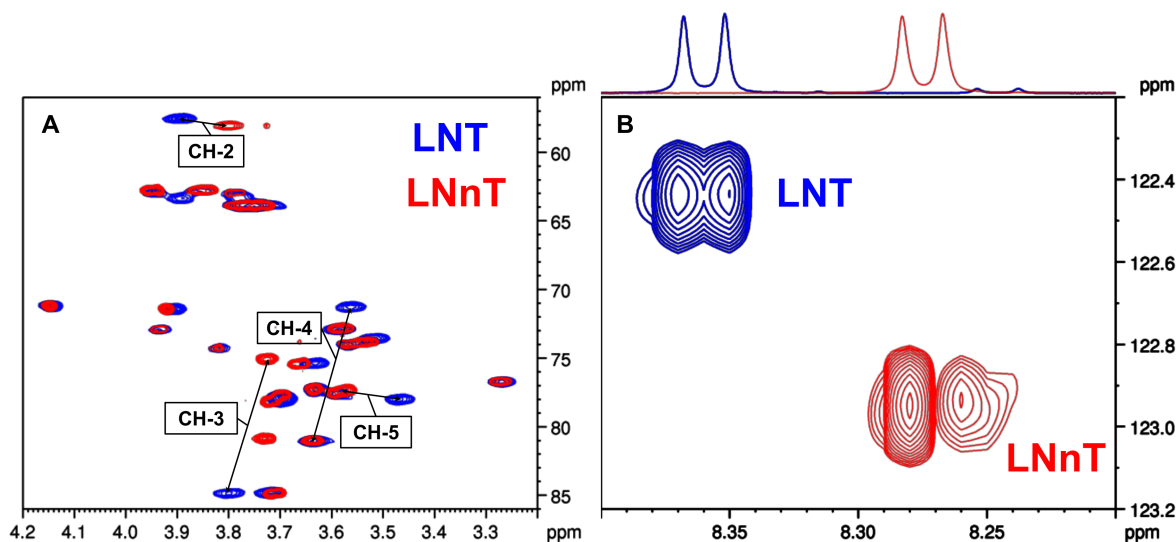 ppm
A
LNT
LNnT
CH-2
CH-4
CH-3
CH-5
60
65
70
75
80
85
4.2 4.1 4.0 3.9 3.8 3.7 3.6 3.5 3.4 3.3 ppm
ppm
B
LNT
LNnT
122.4
122.6
122.8
123.0
123.2
8.35 8.30 8.25 ppm